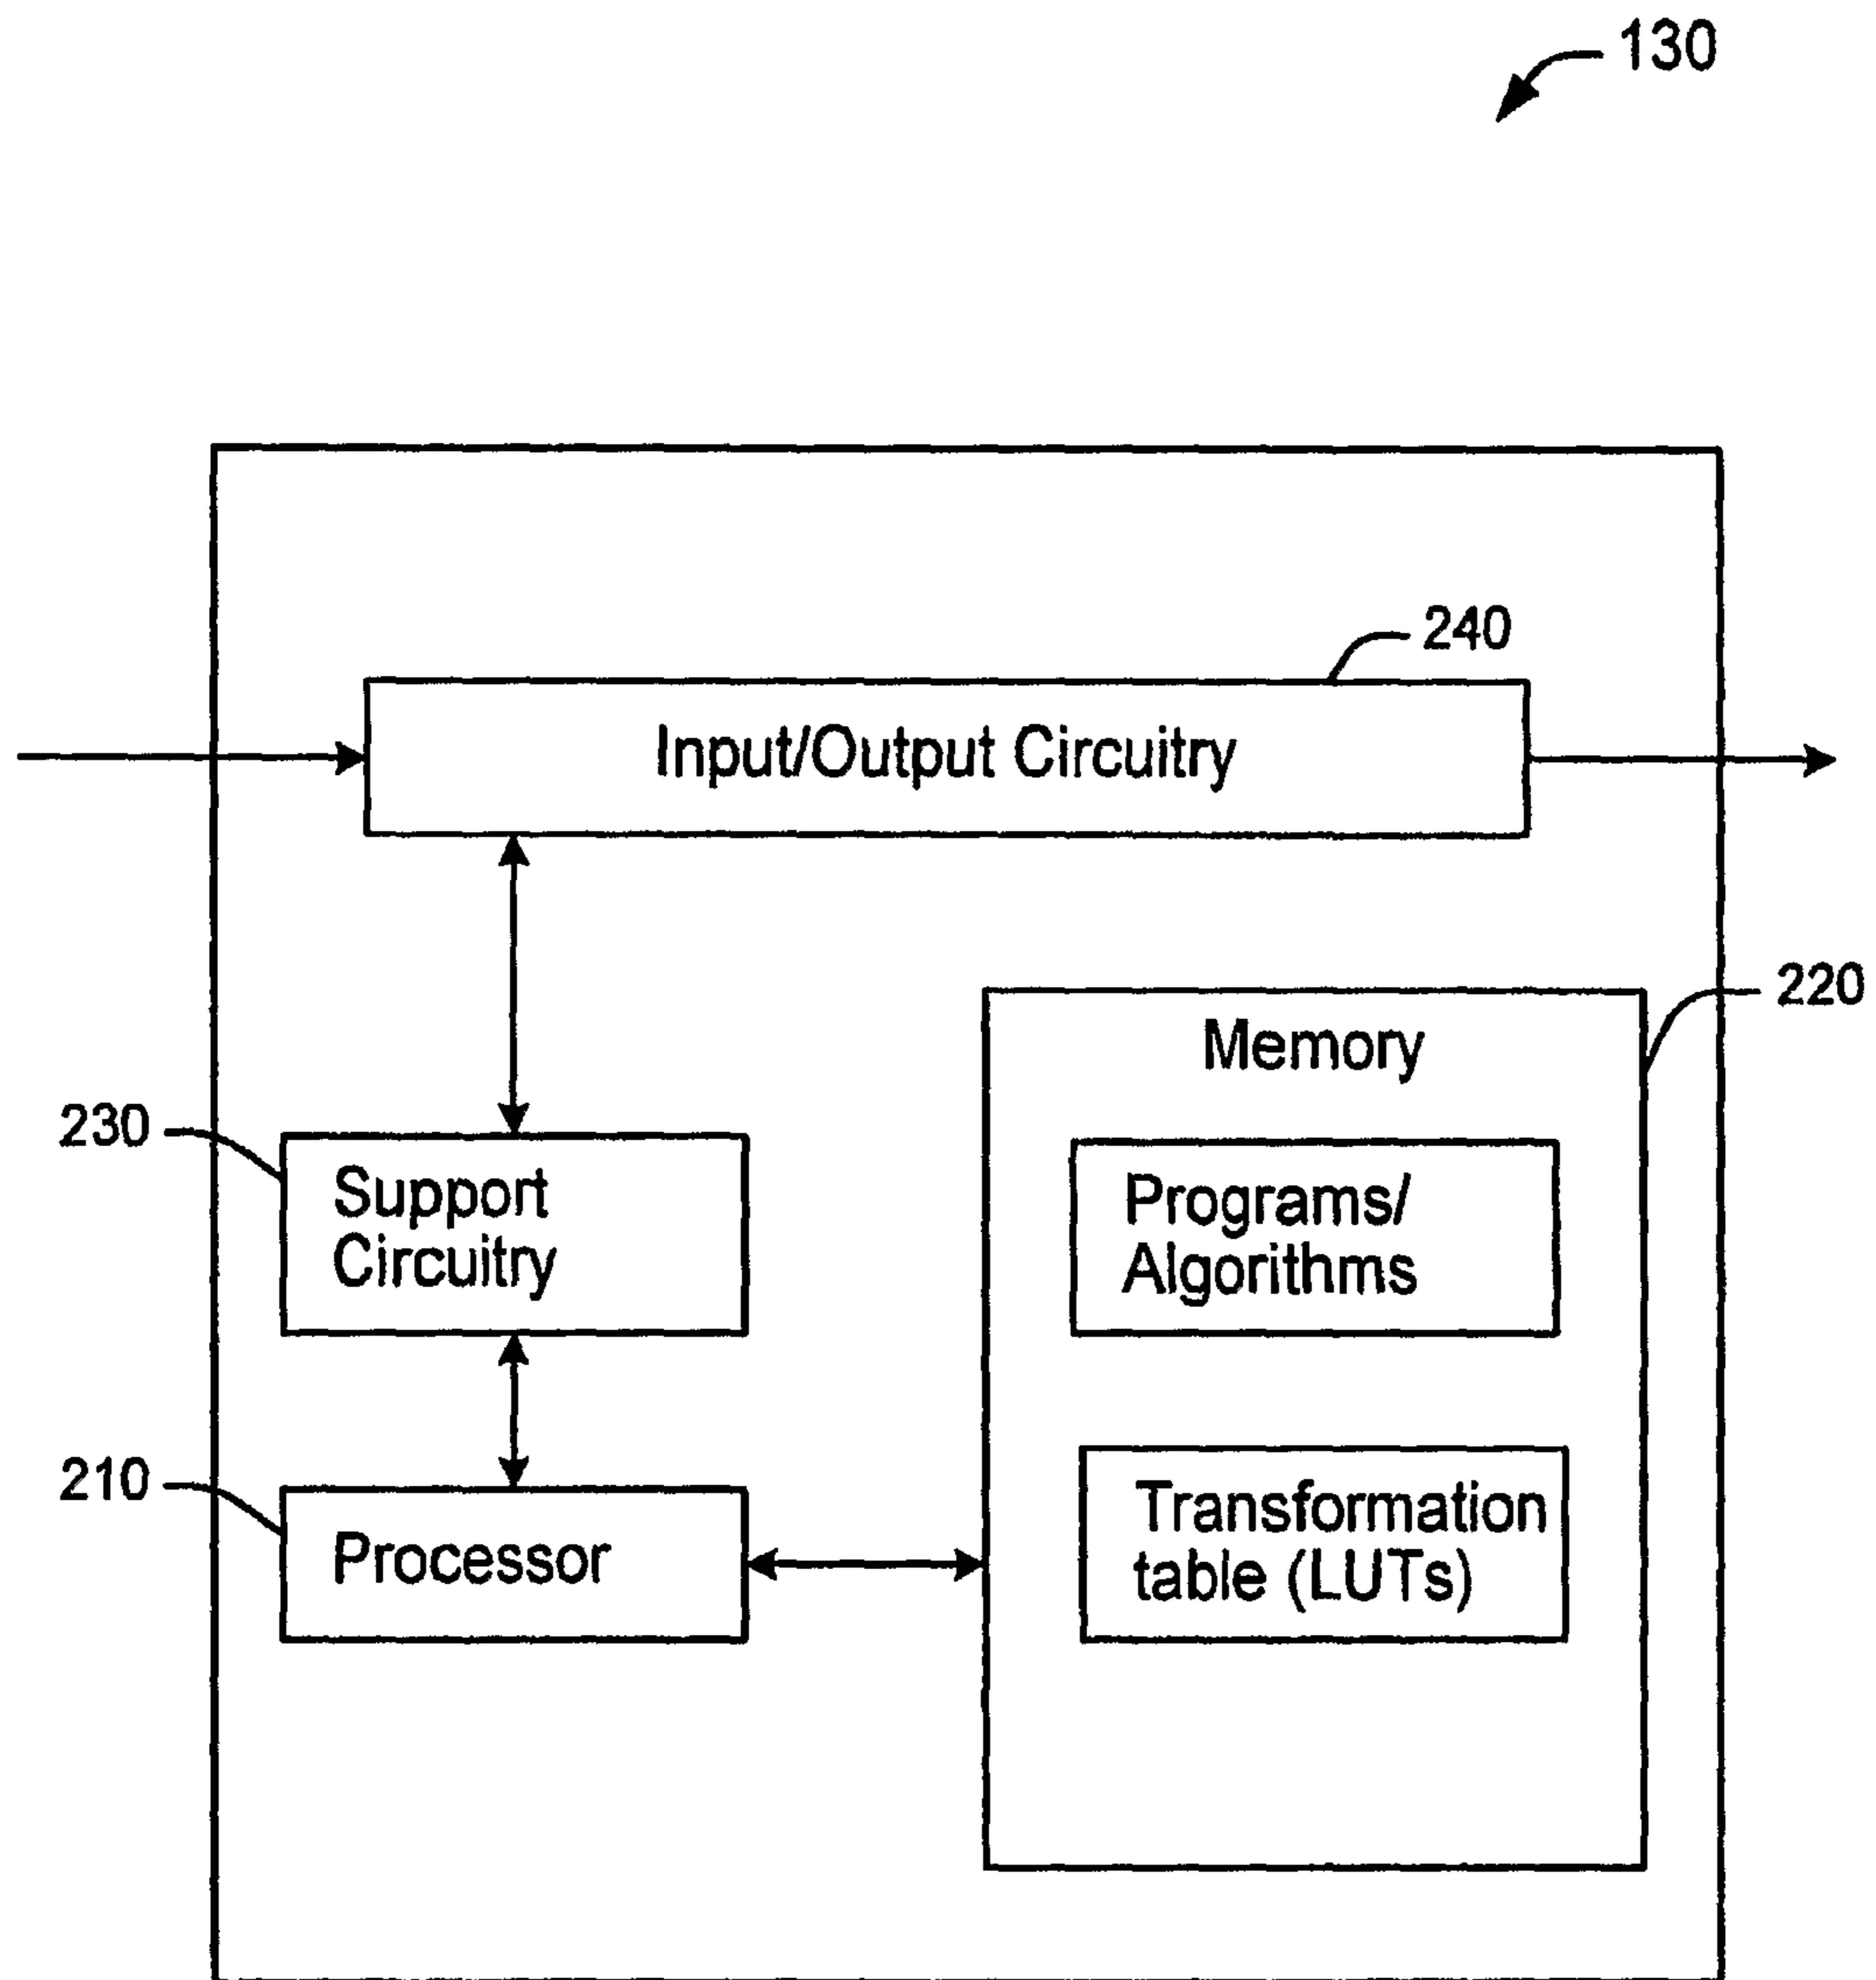 130
240
Input/Output Circuitry
220
Memory
230
Support
Circuitry
Programs/
Algorithms
210
Processor
Transformation
table (LUTs)